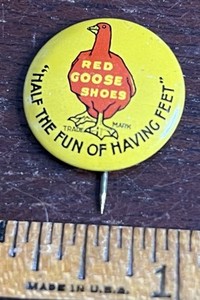 RED
GOOSE
SHOES
TRADE MARK
"HALF THE FUN OF HAVING FEET"
1
MADE IN U.S.A.